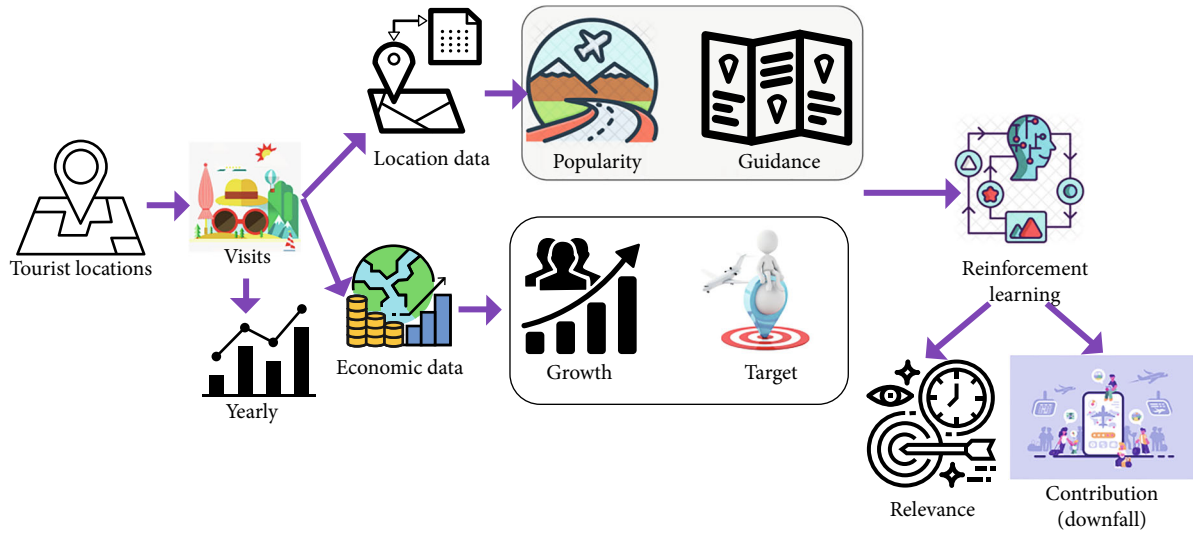 Location data
Popularity
Guidance
Tourist locations
Visits
Reinforcement
learning
Economic data
Growth
Target
Yearly
Relevance
Contribution
(downfall)